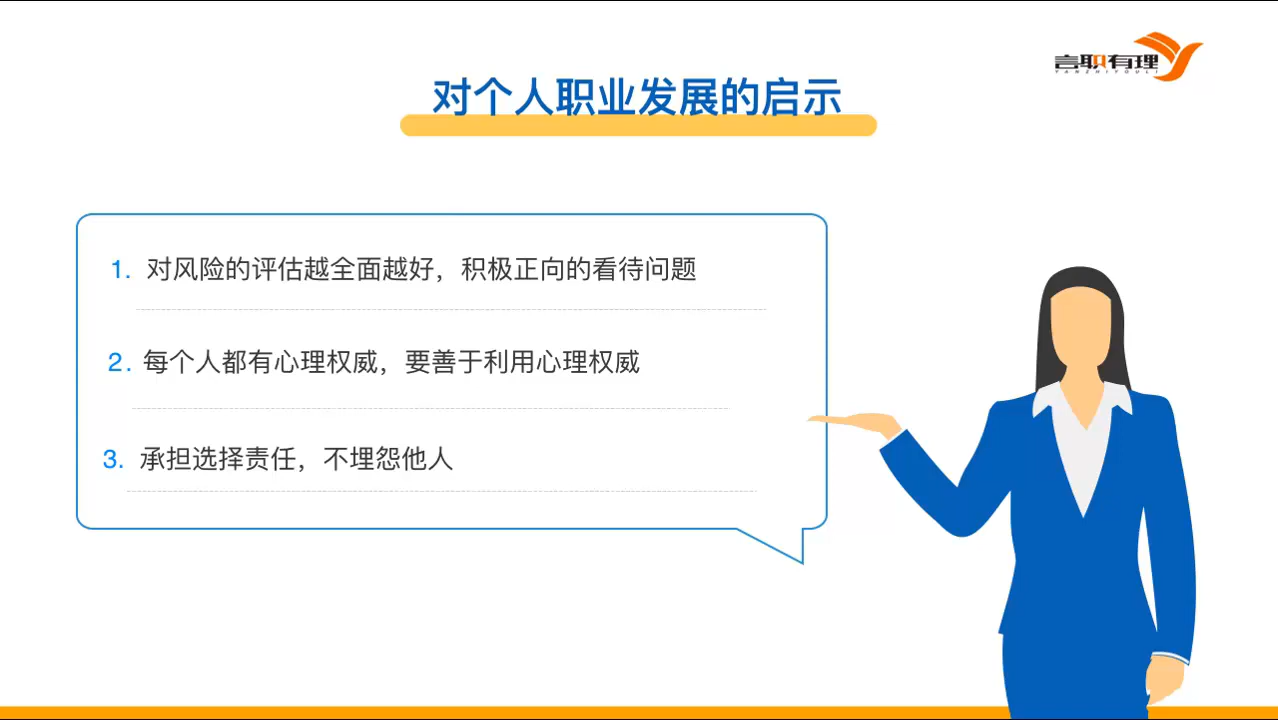 言职有理
YANZHIYOULI
对个人职业发展的启示
1. 对风险的评估越全面越好，积极正向的看待问题
2. 每个人都有心理权威，要善于利用心理权威
3. 承担选择责任，不埋怨他人